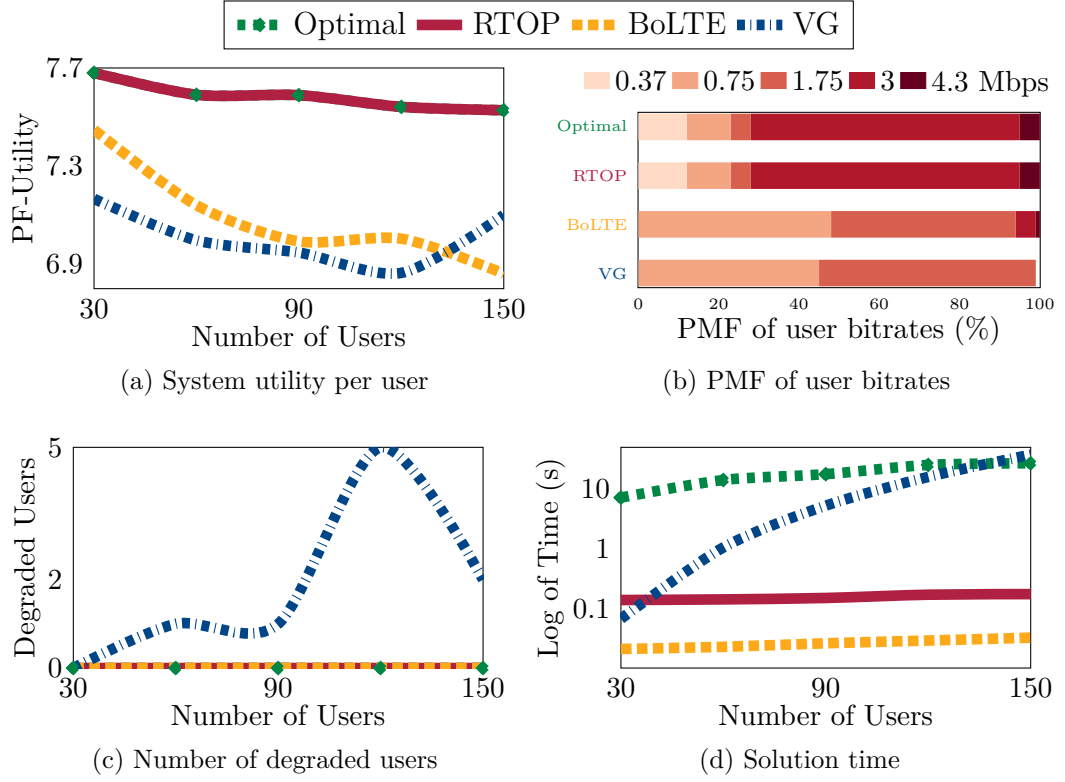 Optimal RTOP BoLTE VG
7.7
7.3
6.9
PF-Utility
30 90 150
Number of Users
(a) System utility per user
0.37 0.75 1.75 3 4.3 Mbps
Optimal
RTOP
BoLTE
VG
0 20 40 60 80 100
PMF of user bitrates (%)
(b) PMF of user bitrates
5
2
0
Degraded Users
30 90 150
Number of Users
(c) Number of degraded users
10
1
0.1
Log of Time (s)
30 90 150
Number of Users
(d) Solution time